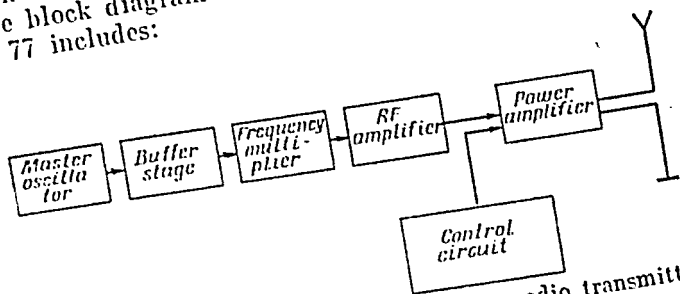 e block diagram
77 includes:
Master
oscilla
tor
Buffer
stage
Frequency
multi-
plier
RF
amplifier
Power
amplifier
Control
circuit
dio transmitt